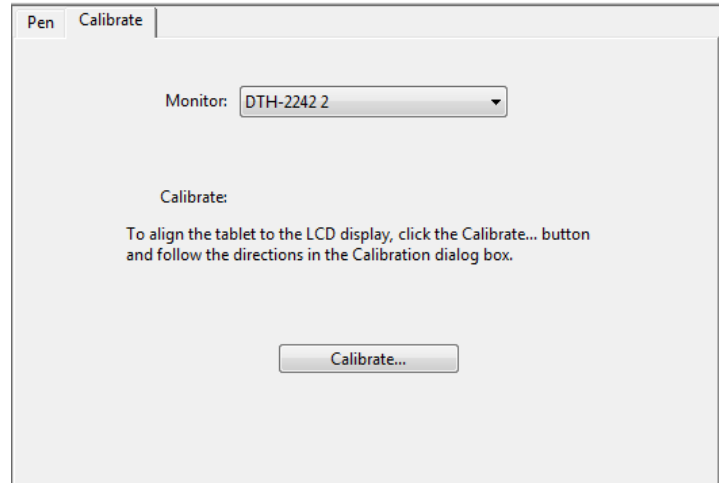 Pen Calibrate
Monitor: DTH-2242 2
Calibrate:
To align the tablet to the LCD display, click the Calibrate... button
and follow the directions in the Calibration dialog box.
Calibrate...